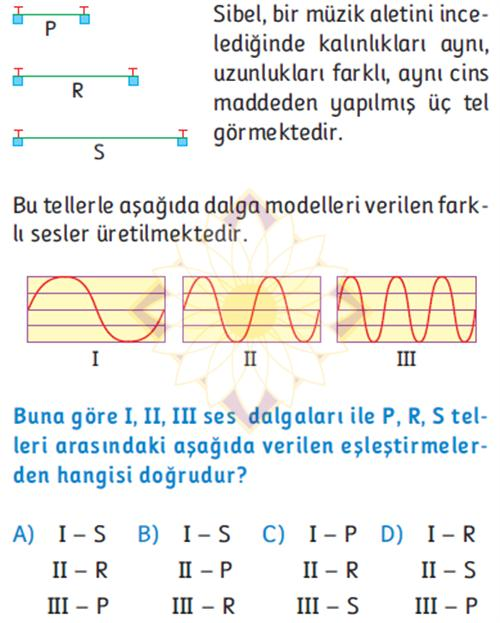 P
R
S
Sibel, bir müzik aletini ince-
lediğinde kalınlıkları aynı,
uzunlukları farklı, aynı cins
maddeden yapılmış üç tel
görmektedir.
Bu tellerle aşağıda dalga modelleri verilen fark-
lı sesler üretilmektedir.
I II III
Buna göre I, II, III ses dalgaları ile P, R, S tel-
leri arasındaki aşağıda verilen eşleştirmeler-
den hangisi doğrudur?
A) I – S B) I – S C) I – P D) I – R
II – R II – P II – R II – S
III – P III – R III – S III – P